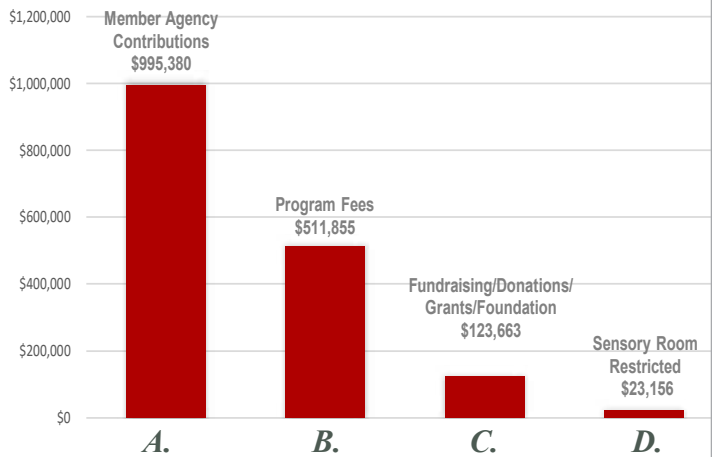 $1,200,000
$1,000,000
$800,000
$600,000
$400,000
$200,000
$0
Member Agency
Contributions
$995,380
Program Fees
$511,855
Fundraising/Donations/
Grants/Foundation
$123,663
Sensory Room
Restricted
$23,156
A.
B.
C.
D.